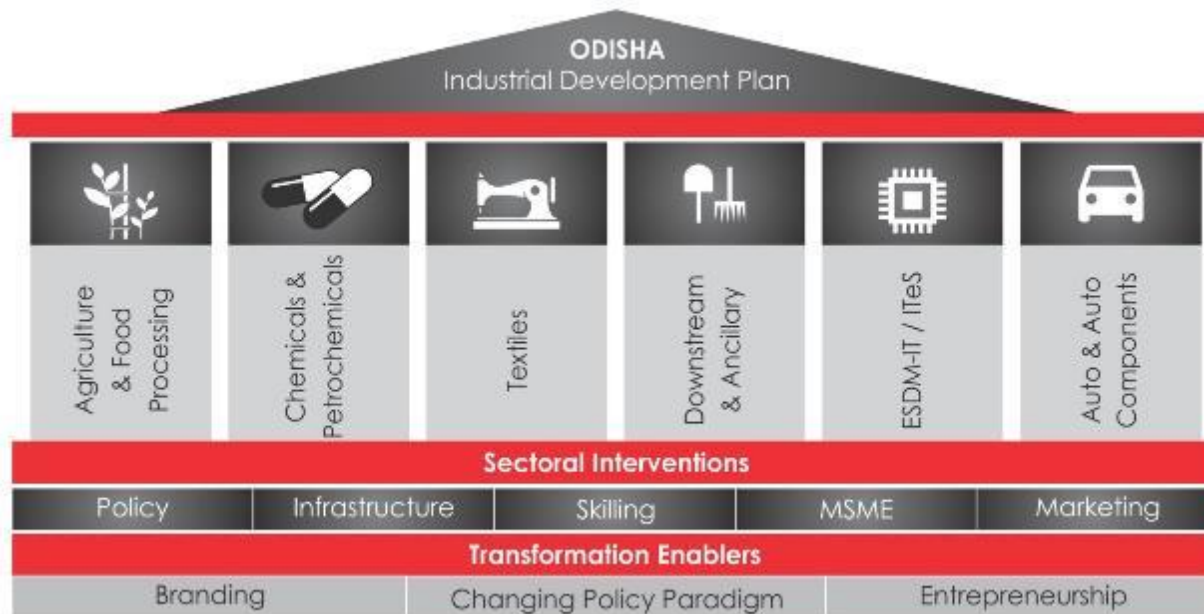 ODISHA
Industrial Development Plan
Agriculture
& Food
Processing
Chemicals &
Petrochemicals
Textiles
Downstream
& Ancillary
ESDM-IT / ITeS
Auto & Auto
Components
Sectoral Interventions
Policy
Infrastructure
Skilling
MSME
Marketing
Transformation Enablers
Branding
Changing Policy Paradigm
Entrepreneurship